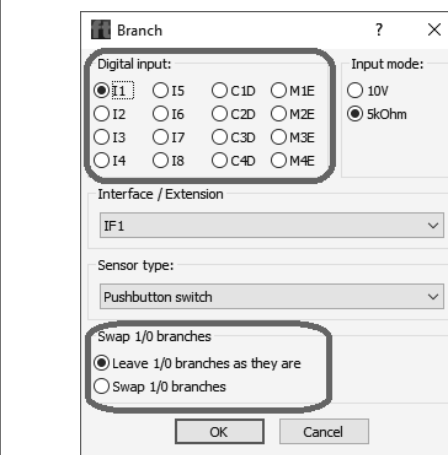 ft Branch ? ×
Digital input: Input mode:
I1 I5 C1D M1E 10V
I2 I6 C2D M2E 5kOhm
I3 I7 C3D M3E
I4 I8 C4D M4E
Interface / Extension
IF1
Sensor type:
Pushbutton switch
Swap 1/0 branches
Leave 1/0 branches as they are
Swap 1/0 branches
OK Cancel